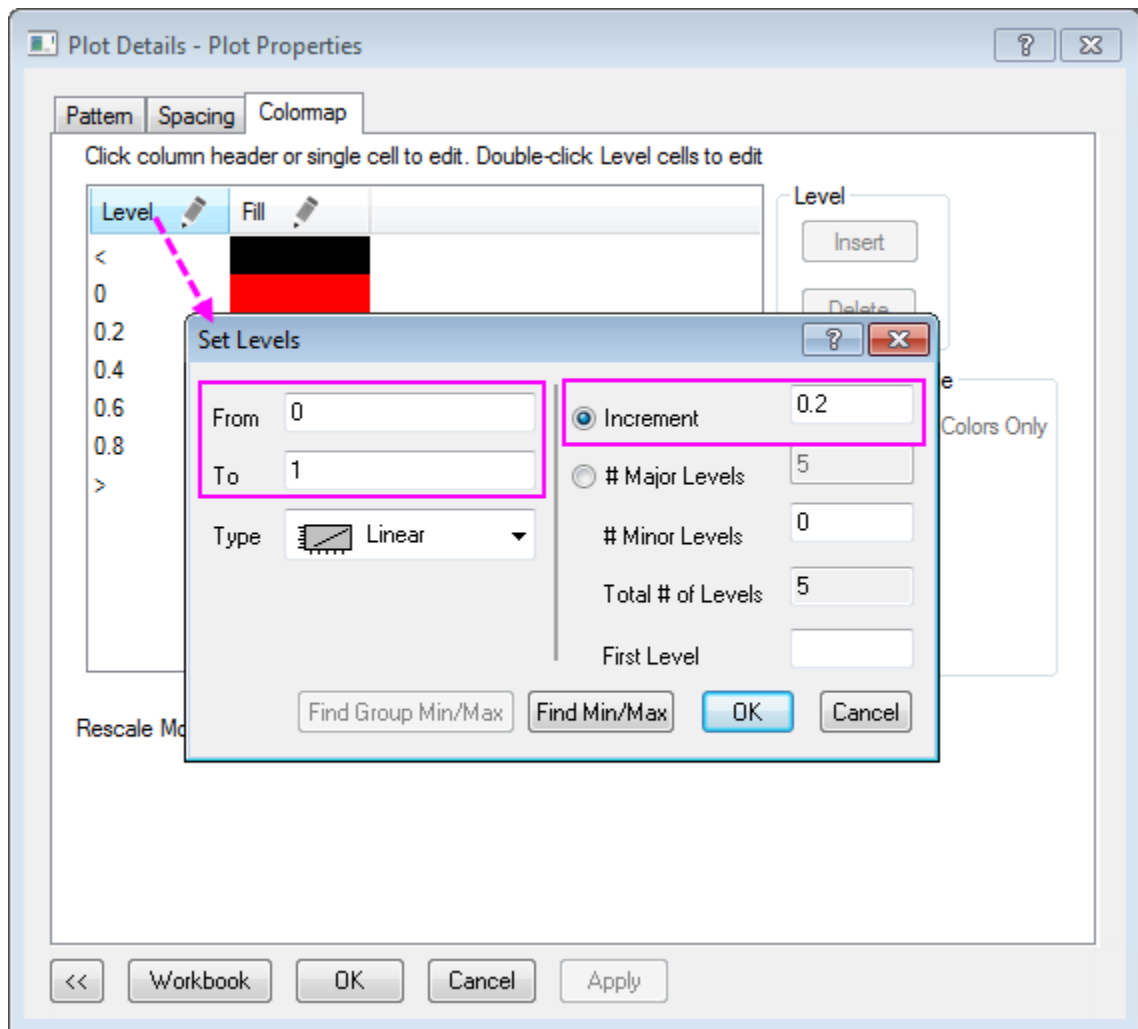 Plot Details - Plot Properties
Pattern Spacing Colormap
Click column header or single cell to edit. Double-click Level cells to edit
Level Fill
<
0
0.2
0.4
0.6
0.8
>
Level
Insert
Delete
e
Colors Only
Set Levels
From 0
To 1
Type Linear
Increment 0.2
# Major Levels 5
# Minor Levels 0
Total # of Levels 5
First Level
Find Group Min/Max Find Min/Max OK Cancel
Rescale Mo
<< Workbook OK Cancel Apply